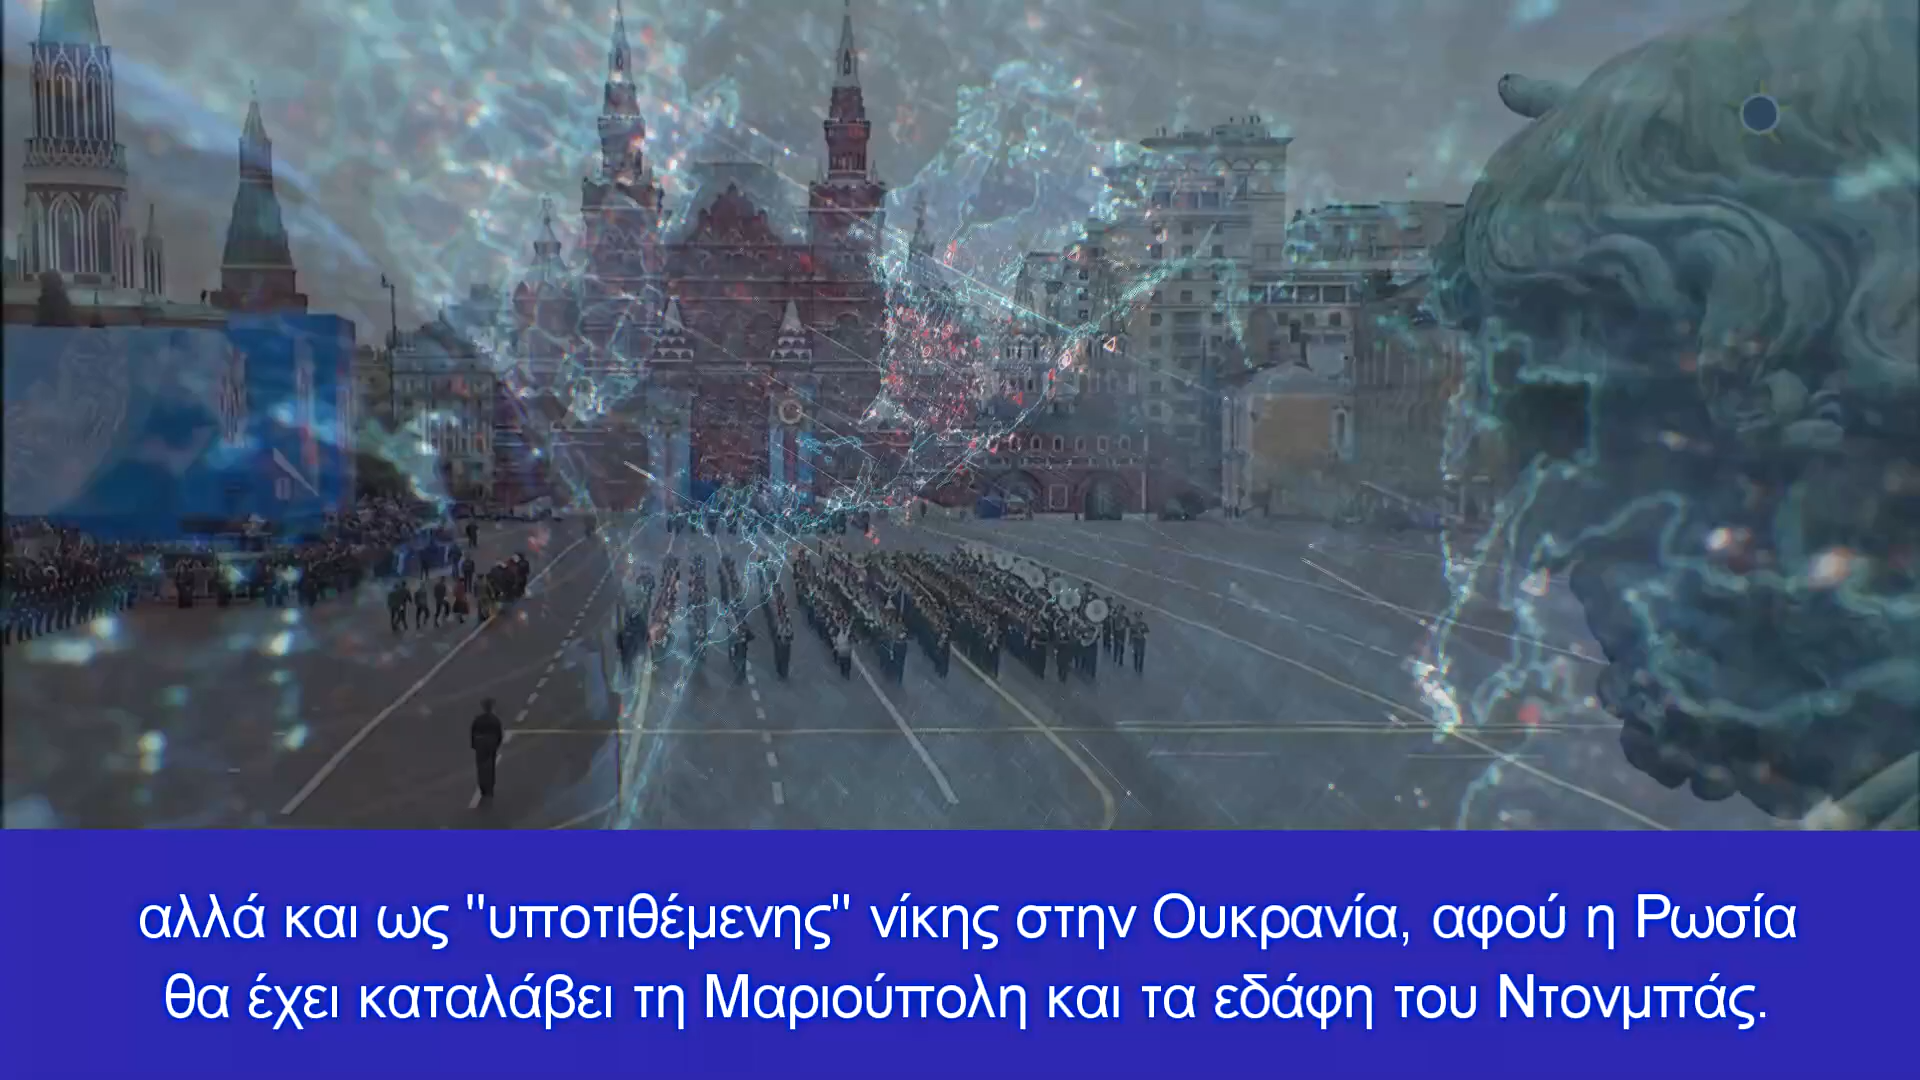 αλλά και ως "υποτιθέμενης" νίκης στην Ουκρανία, αφού η Ρωσία
θα έχει καταλάβει τη Μαριούπολη και τα εδάφη του Ντονμπάς.